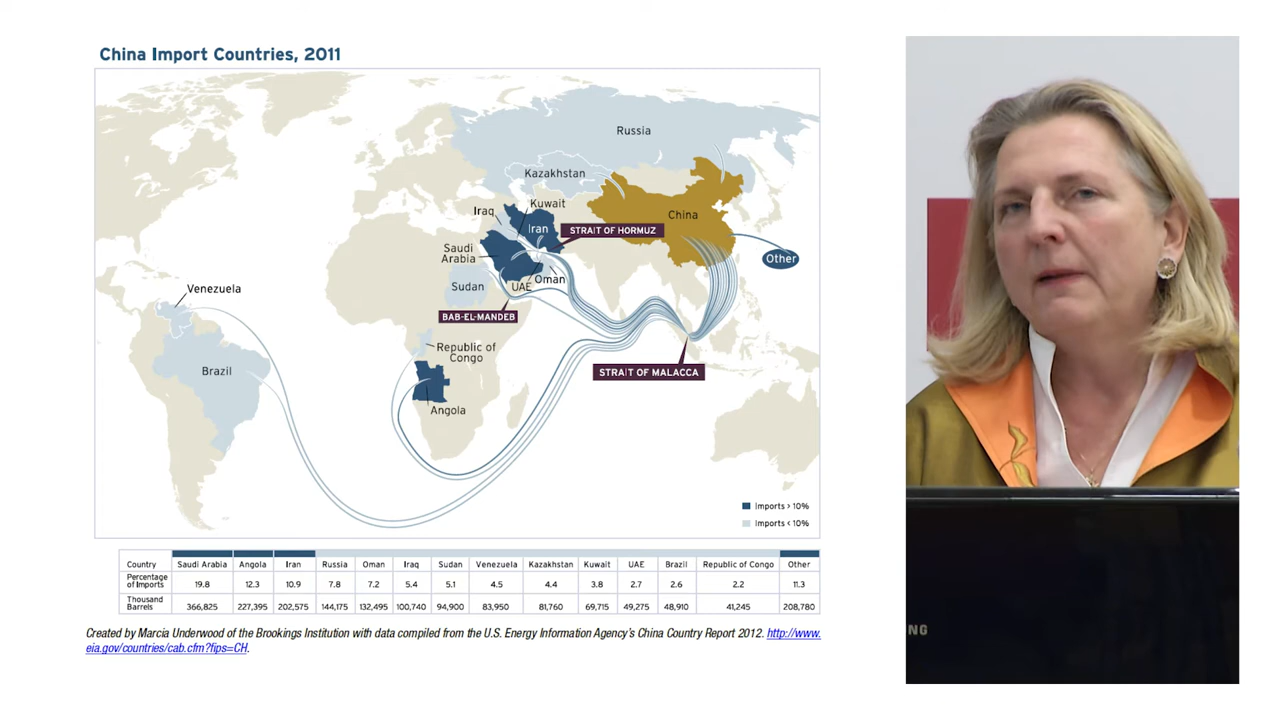 China Import Countries, 2011
Russia
Kazakhstan
Kuwait
Iraq
China
Iran
STRAIT OF HORMUZ
Saudi
Arabia
Other
Oman
UAE
Sudan
Venezuela
BAB-EL-MANDEB
Republic of
Congo
Brazil
STRAIT OF MALACCA
Angola
Imports > 10%
Imports < 10%
Country Saudi Arabia Angola Iran Russia Oman Iraq Sudan Venezuela Kazakhstan Kuwait UAE Brazil Republic of Congo Other
Percentage
of Imports 19.8 12.3 10.9 7.8 7.2 5.4 5.1 4.5 4.4 3.8 2.7 2.6 2.2 11.3
Thousand
Barrels 366,825 227,395 202,575 144,175 132,495 100,740 94,900 83,950 81,760 69,715 49,275 48,910 41,245 208,780
Created by Marcia Underwood of the Brookings Institution with data compiled from the U.S. Energy Information Agency's China Country Report 2012. http://www.
eia.gov/countries/cab.cfm?fips=CH.
NG